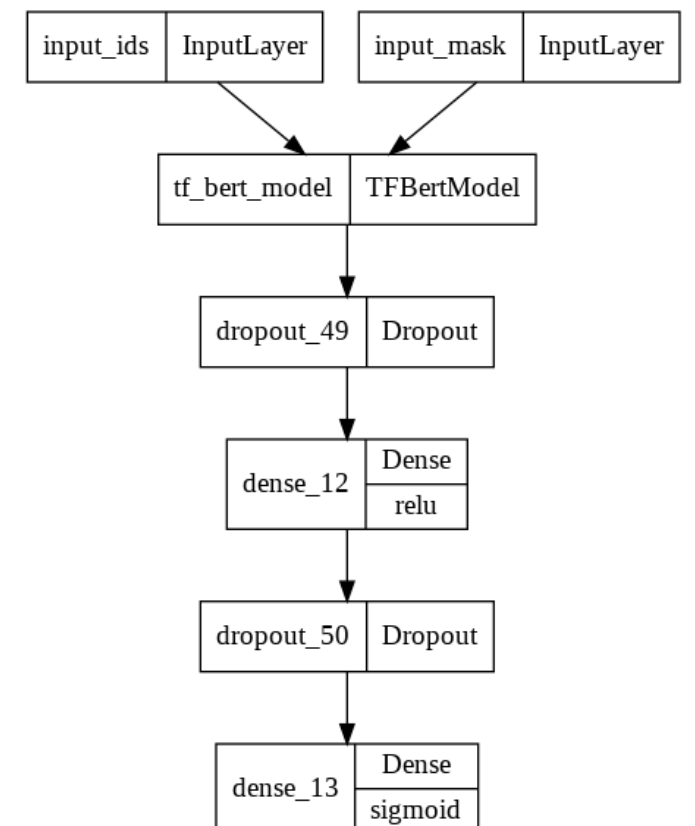 input_ids InputLayer input_mask InputLayer
tf_bert_model TFBertModel
dropout_49 Dropout
dense_12 Dense
relu
dropout_50 Dropout
dense_13 Dense
sigmoid